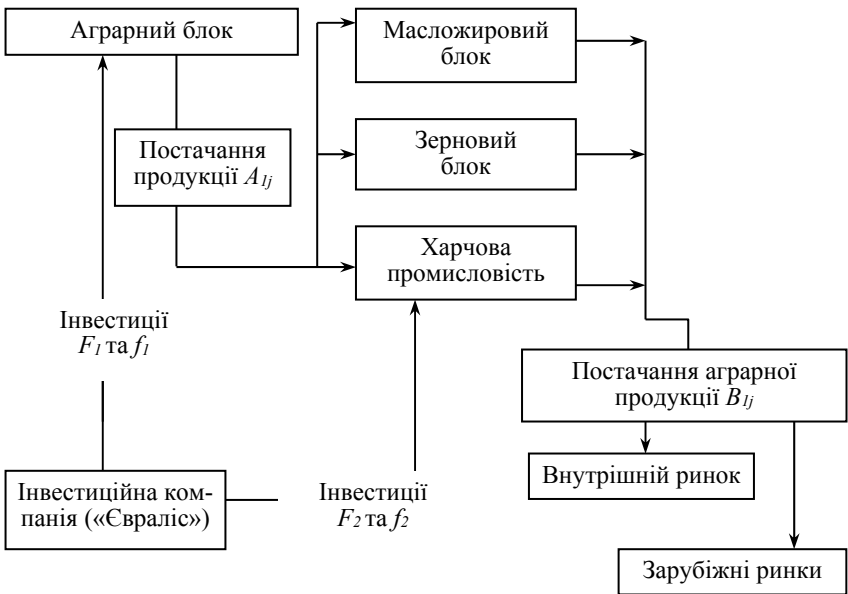 Аграрний блок
Масложировий
блок
Постачання
продукції A1j
Зерновий
блок
Харчова
промисловість
Інвестиції
F1 та f1
Постачання аграрної
продукції B1j
Внутрішній ринок
Інвестиційна ком-
панія («Євраліс»)
Інвестиції
F2 та f2
Зарубіжні ринки